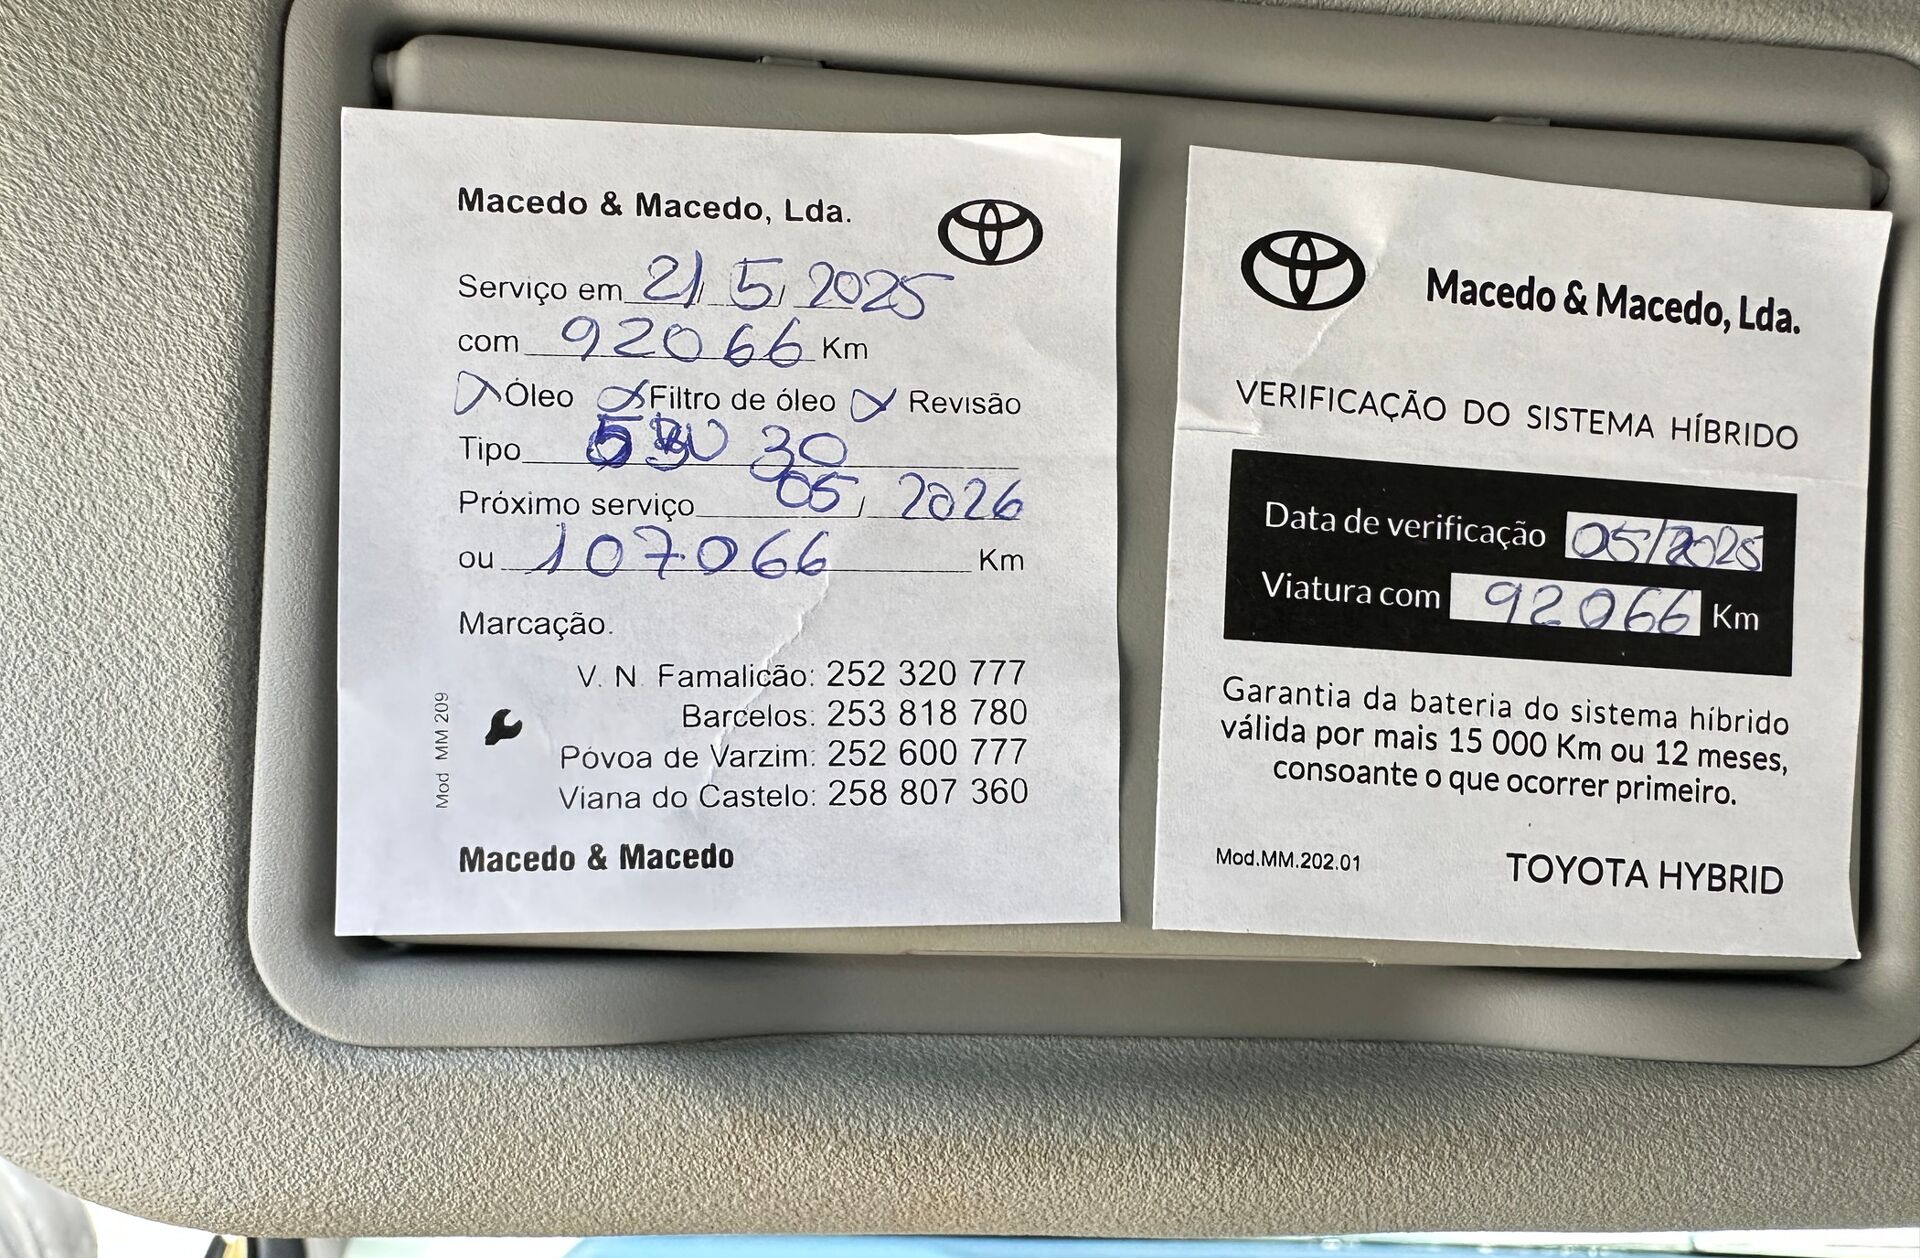 Macedo & Macedo, Lda.
Serviço em 21/5/2025
com 92066 Km
Óleo Filtro de óleo Revisão
Tipo 5W 30
Próximo serviço 05/2026
ou 107066 Km
Marcação.
V. N. Famalicão: 252 320 777
Barcelos: 253 818 780
Póvoa de Varzim: 252 600 777
Viana do Castelo: 258 807 360
Mod MM 209
Macedo & Macedo
Macedo & Macedo, Lda.
VERIFICAÇÃO DO SISTEMA HÍBRIDO
Data de verificação 05/2025
Viatura com 92066 Km
Garantia da bateria do sistema híbrido
válida por mais 15 000 Km ou 12 meses,
consoante o que ocorrer primeiro.
Mod.MM.202.01 TOYOTA HYBRID